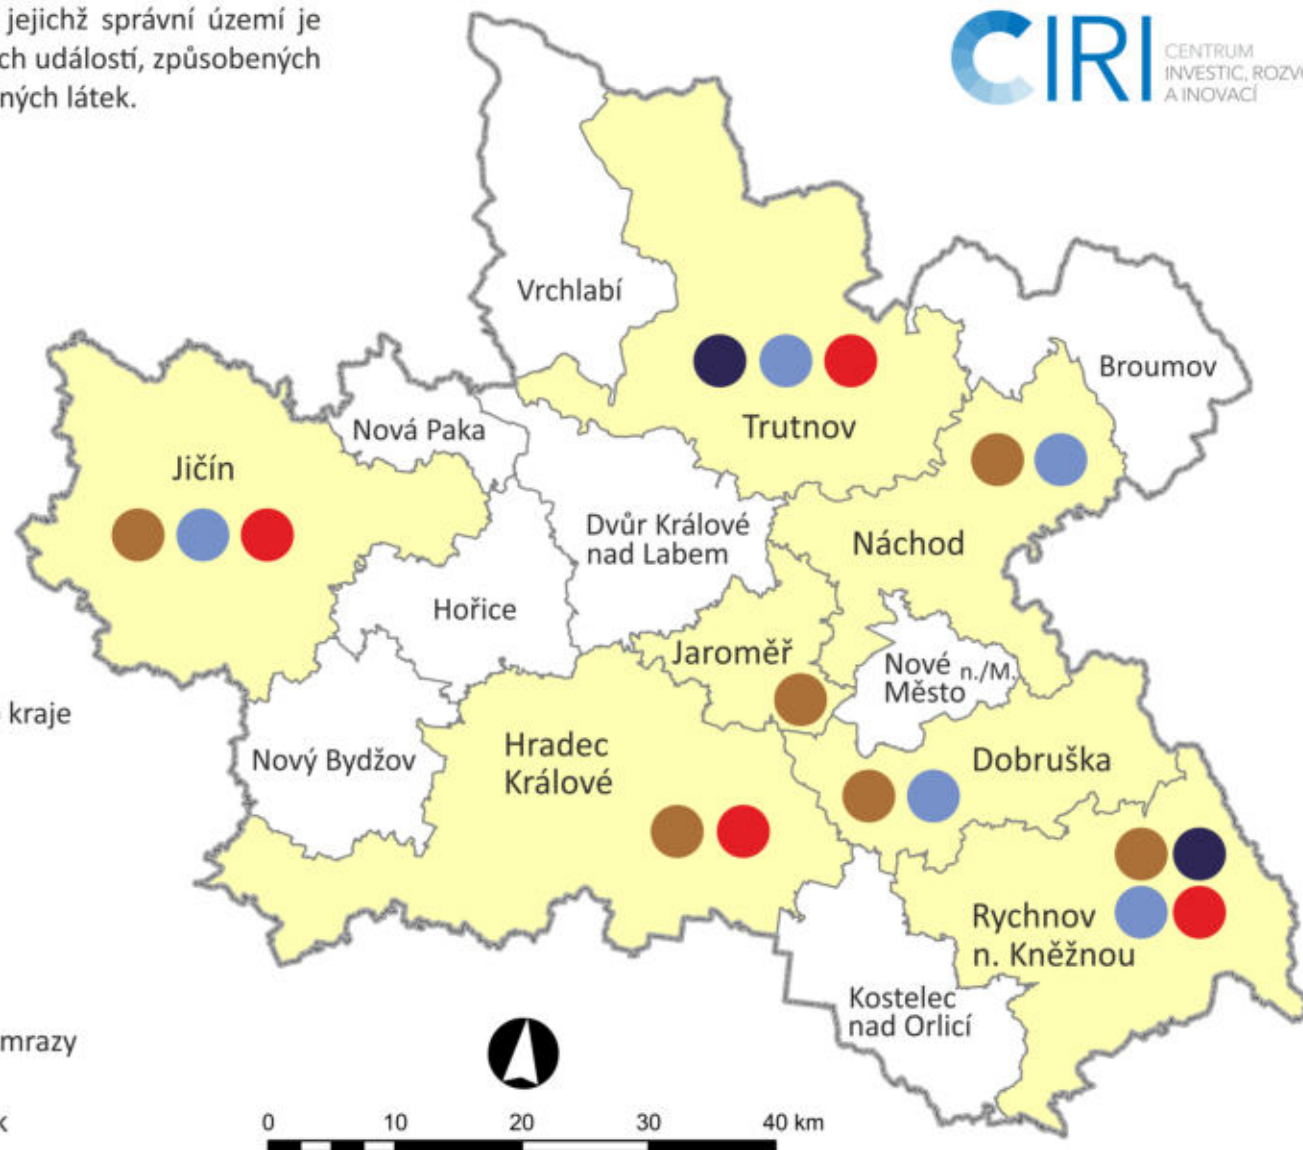 jejichž správní území je
ch událostí, způsobených
ných látek.
CIRI
CENTRUM
INVESTIC, ROZVO
A INOVACÍ
Vrchlabí
Broumov
Nová Paka
Trutnov
Jičín
Dvůr Králové
nad Labem
Náchod
Hořice
Jaroměř
Nové n./M.
Město
kraje
Hradec
Králové
Nový Bydžov
Dobruška
Rychnov
n. Kněžnou
Kostelec
nad Orlicí
mrazy
k
0 10 20 30 40 km